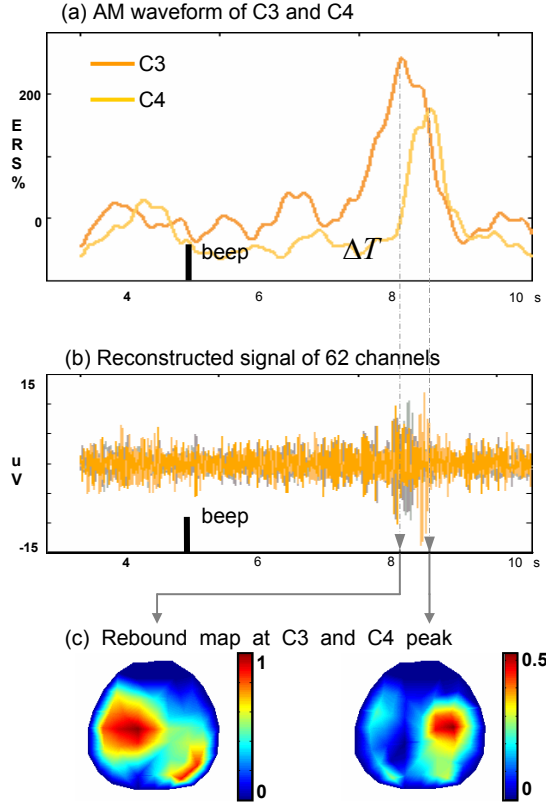 (a) AM waveform of C3 and C4
C3
C4
200
E
R
S
%
0
beep
ΔT
4 6 8 10 s
(b) Reconstructed signal of 62 channels
15
u
V
beep
-15
4 6 8 10 s
(c) Rebound map at C3 and C4 peak
1
0
0.5
0